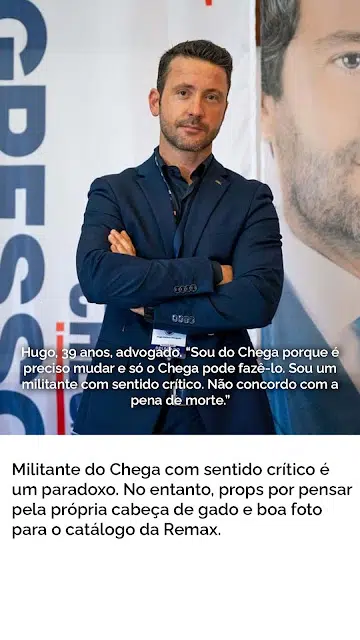 GRESSO
Hugo, 39 anos, advogado. “Sou do Chega porque é
preciso mudar e só o Chega pode fazê-lo. Sou um
militante com sentido crítico. Não concordo com a
pena de morte.”
Militante do Chega com sentido crítico é
um paradoxo. No entanto, props por pensar
pela própria cabeça de gado e boa foto
para o catálogo da Remax.